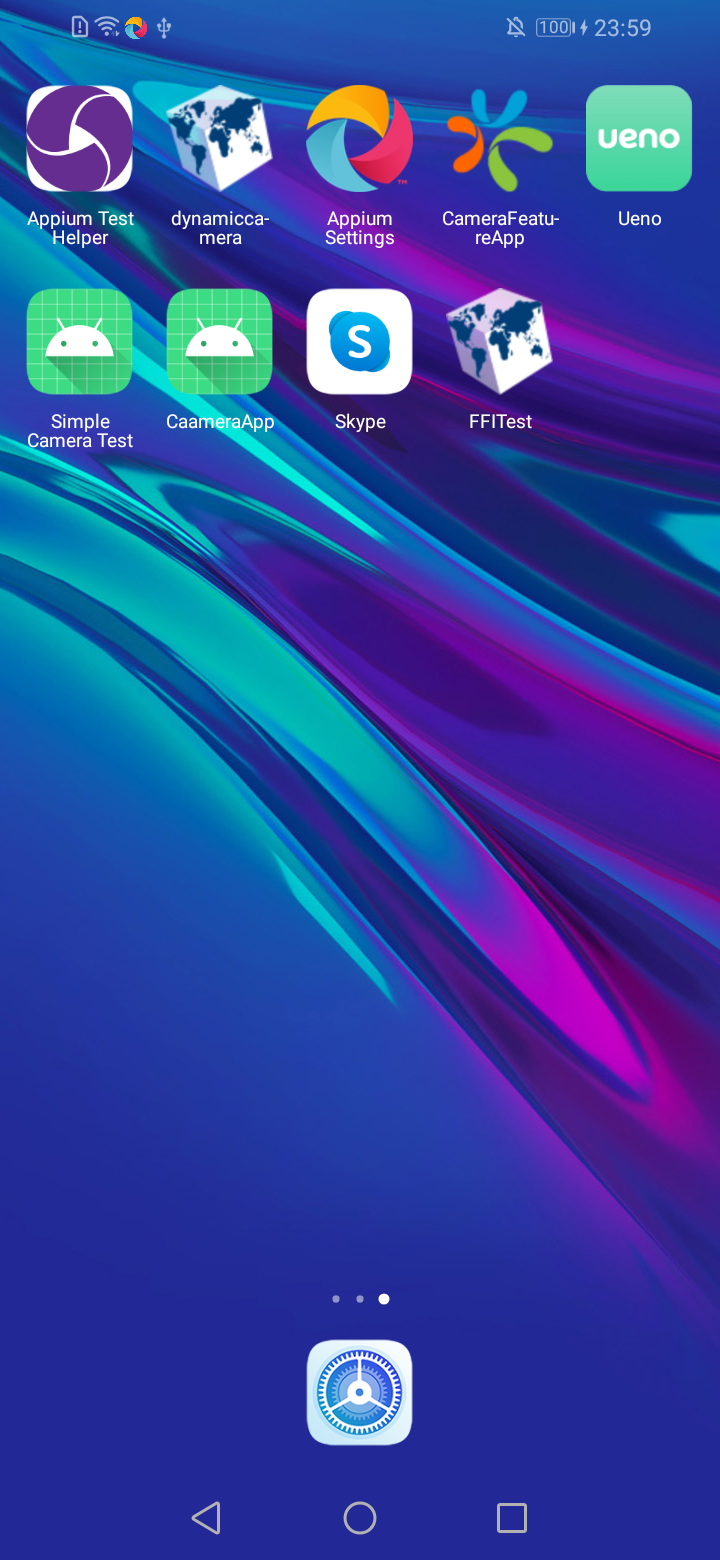 100 23:59
ueno
Appium Test
Helper
dynamicca-
mera
Appium
Settings
TM
CameraFeatu-
reApp
Ueno
S
Simple
Camera Test
CaameraApp
Skype
FFITest